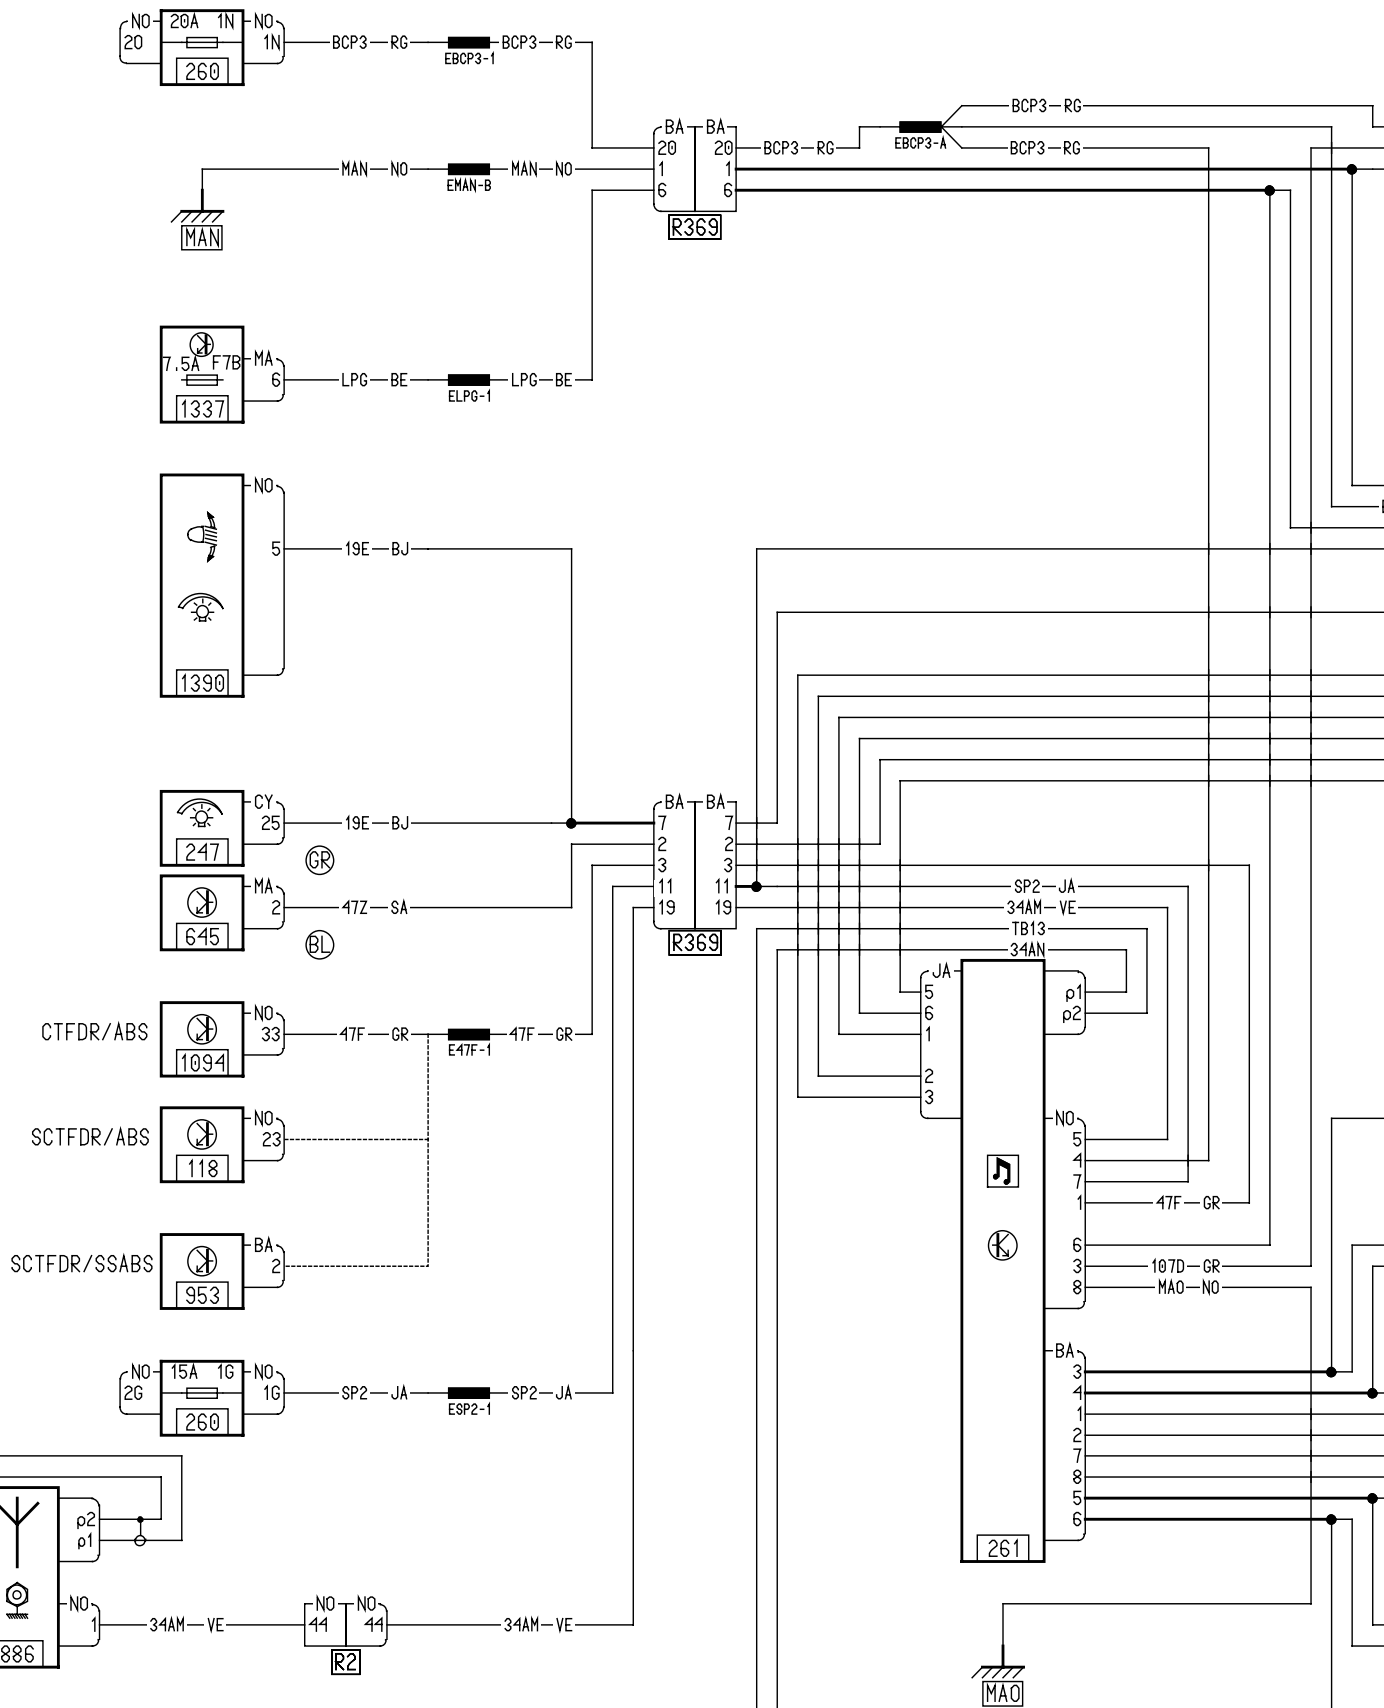 NO 20A 1N NO
20 1N BCP3 RG BCP3 RG
260 EBCP3-1
BCP3 RG
BA BA
20 20 BCP3 RG EBCP3-A BCP3 RG
MAN NO EMAN-B MAN NO 1 1
6 6
R369
MAN
7.5A F7B MA
6 LPG BE ELPG-1 LPG BE
1337
NO
5 19E BJ
1390
CY
25 19E BJ
247
GR
BA BA
7 7
2 2
3 3
11 11 SP2 JA
19 19 34AM VE
R369
MA
2 47Z SA
645
BL
TB13
34AN
JA
5 p1
6 p2
1
2
3
CTFDR/ABS
NO
33 47F GR E47F-1 47F GR
1094
SCTFDR/ABS
NO
23
118
NO
5
4
7
1 47F GR
6
3 107D GR
8 MAO NO
SCTFDR/SSABS
BA
2
953
BA
3
4
1
2
7
8
5
6
261
NO 15A 1G NO
2G 1G SP2 JA ESP2-1 SP2 JA
260
p2
p1
NO
1 34AM VE
NO NO
44 44 34AM VE
R2
886
MAO